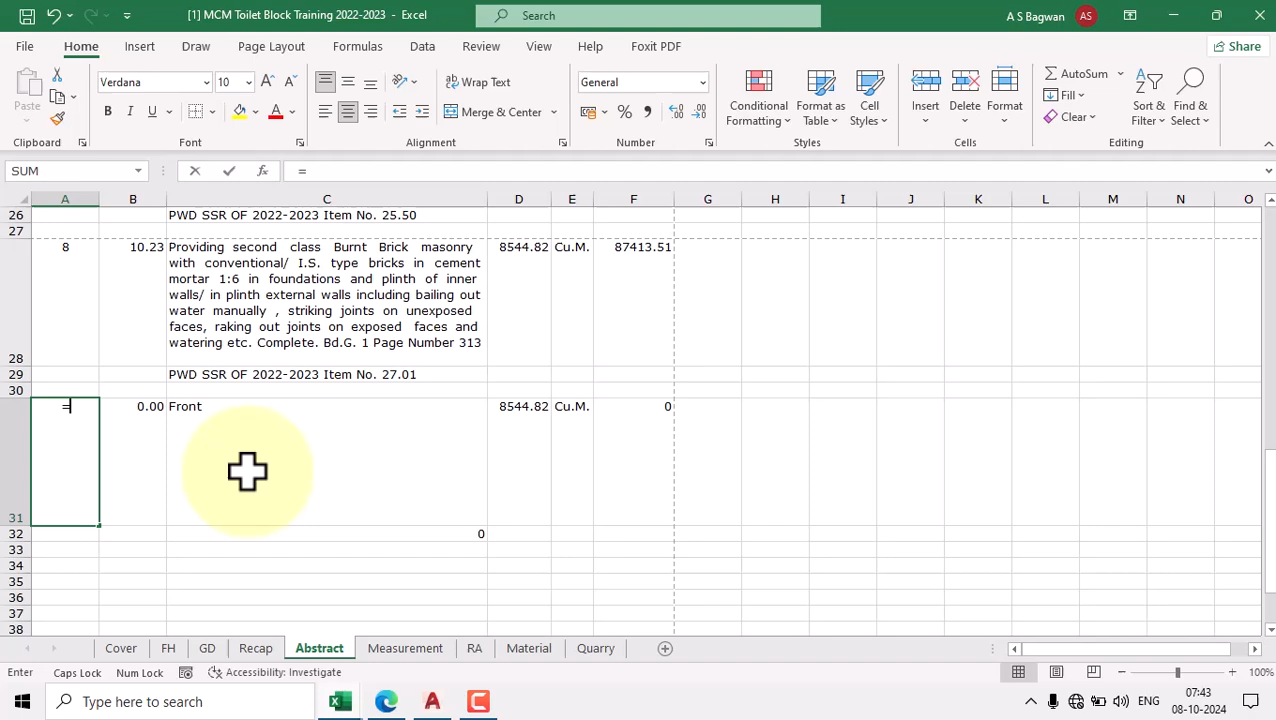 [1] MCM Toilet Block Training 2022-2023 - Excel
Search
A S Bagwan AS
File Home Insert Draw Page Layout Formulas Data Review View Help Foxit PDF Share
Paste
Clipboard
Verdana 10
B I U
Font
Wrap Text
Merge & Center
Alignment
General
Number
Conditional Formatting
Format as Table
Cell Styles
Styles
Insert Delete Format
Cells
AutoSum
Fill
Clear
Sort & Filter
Find & Select
Editing
SUM =
A B C D E F G H I J K L M N O
26 PWD SSR OF 2022-2023 Item No. 25.50
27
8 10.23 Providing second class Burnt Brick masonry 8544.82 Cu.M. 87413.51
with conventional/ I.S. type bricks in cement
mortar 1:6 in foundations and plinth of inner
walls/ in plinth external walls including bailing out
water manually , striking joints on unexposed
faces, raking out joints on exposed faces and
28 watering etc. Complete. Bd.G. 1 Page Number 313
29 PWD SSR OF 2022-2023 Item No. 27.01
30
= 0.00 Front 8544.82 Cu.M. 0
31
32 0
33
34
35
36
37
38
Cover FH GD Recap Abstract Measurement RA Material Quarry
Enter Caps Lock Num Lock Accessibility: Investigate 100%
Type here to search
ENG 07:43
08-10-2024